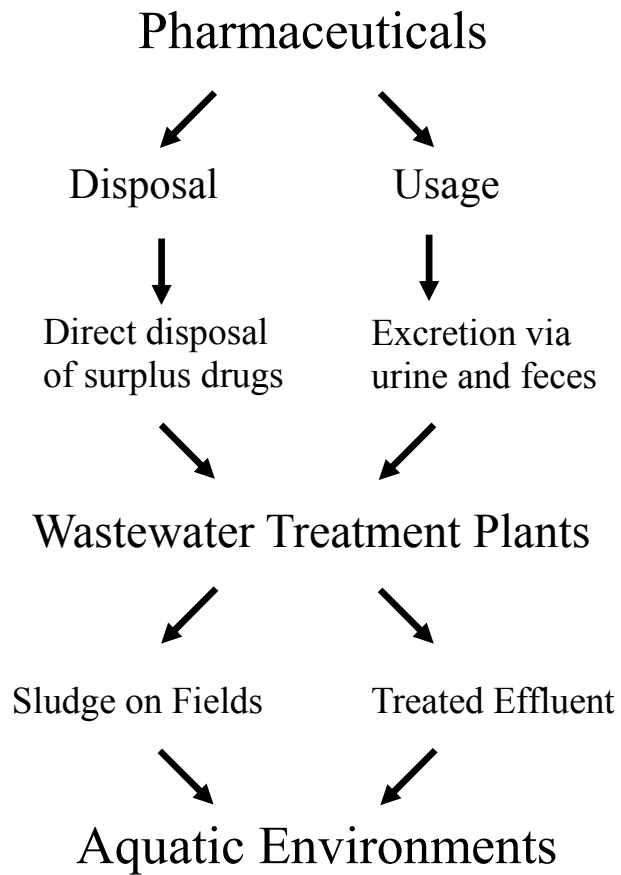 Pharmaceuticals
Disposal
Usage
Direct disposal
of surplus drugs
Excretion via
urine and feces
Wastewater Treatment Plants
Sludge on Fields
Treated Effluent
Aquatic Environments